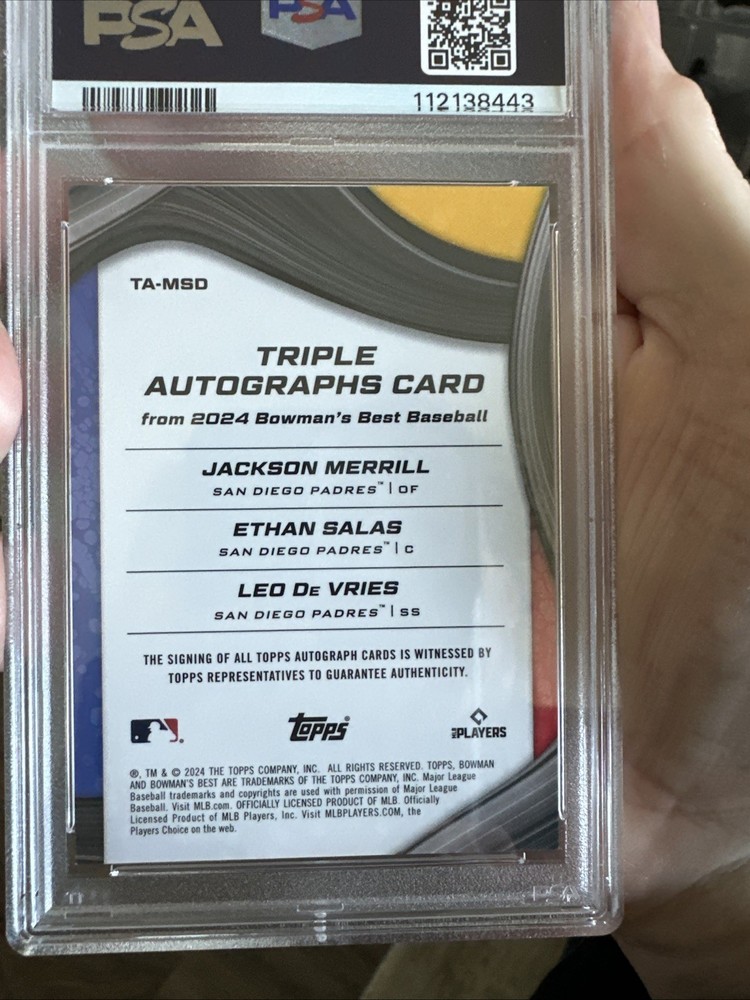 PSA
PSA
112138443
TA-MSD
TRIPLE
AUTOGRAPHS CARD
from 2024 Bowman's Best Baseball
JACKSON MERRILL
SAN DIEGO PADRES™ | OF
ETHAN SALAS
SAN DIEGO PADRES™ | C
LEO DE VRIES
SAN DIEGO PADRES™ | SS
THE SIGNING OF ALL TOPPS AUTOGRAPH CARDS IS WITNESSED BY
TOPPS REPRESENTATIVES TO GUARANTEE AUTHENTICITY.
topps®
MLB PLAYERS
®, TM & © 2024 THE TOPPS COMPANY, INC. ALL RIGHTS RESERVED. TOPPS, BOWMAN
AND BOWMAN'S BEST ARE TRADEMARKS OF THE TOPPS COMPANY, INC. Major League
Baseball trademarks and copyrights are used with permission of Major League
Baseball. Visit MLB.com. OFFICIALLY LICENSED PRODUCT OF MLB. Officially
Licensed Product of MLB Players, Inc. Visit MLBPLAYERS.COM, the
Players Choice on the web.
PSA